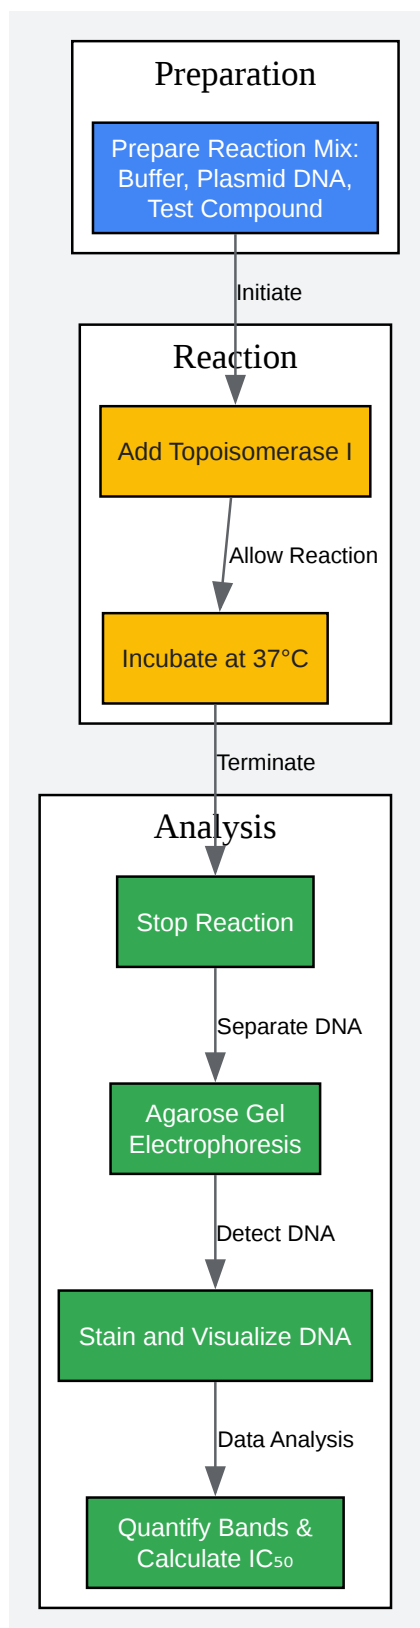 Preparation
Prepare Reaction Mix:
Buffer, Plasmid DNA,
Test Compound
Initiate
Reaction
Add Topoisomerase I
Allow Reaction
Incubate at 37°C
Terminate
Analysis
Stop Reaction
Separate DNA
Agarose Gel
Electrophoresis
Detect DNA
Stain and Visualize DNA
Data Analysis
Quantify Bands &
Calculate IC₅₀